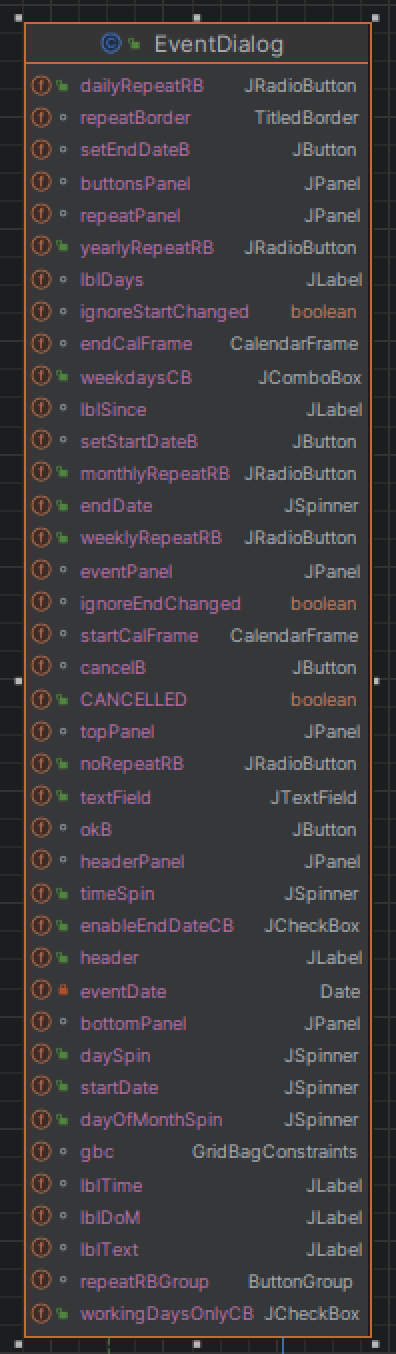 EventDialog
dailyRepeatRB JRadioButton
repeatBorder TitledBorder
setEndDateB JButton
buttonsPanel JPanel
repeatPanel JPanel
yearlyRepeatRB JRadioButton
lblDays JLabel
ignoreStartChanged boolean
endCalFrame CalendarFrame
weekdaysCB JComboBox
lblSince JLabel
setStartDateB JButton
monthlyRepeatRB JRadioButton
endDate JSpinner
weeklyRepeatRB JRadioButton
eventPanel JPanel
ignoreEndChanged boolean
startCalFrame CalendarFrame
cancelB JButton
CANCELLED boolean
topPanel JPanel
noRepeatRB JRadioButton
textField JTextField
okB JButton
headerPanel JPanel
timeSpin JSpinner
enableEndDateCB JCheckBox
header JLabel
eventDate Date
bottomPanel JPanel
daySpin JSpinner
startDate JSpinner
dayOfMonthSpin JSpinner
gbc GridBagConstraints
lblTime JLabel
lblDoM JLabel
lblText JLabel
repeatRBGroup ButtonGroup
workingDaysOnlyCB JCheckBox